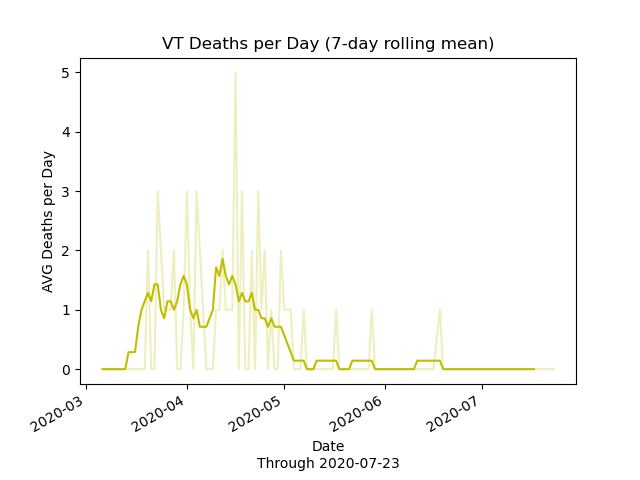 VT Deaths per Day (7-day rolling mean)
AVG Deaths per Day
5
4
3
2
1
0
2020-03
2020-04
2020-05
2020-06
2020-07
Date
Through 2020-07-23